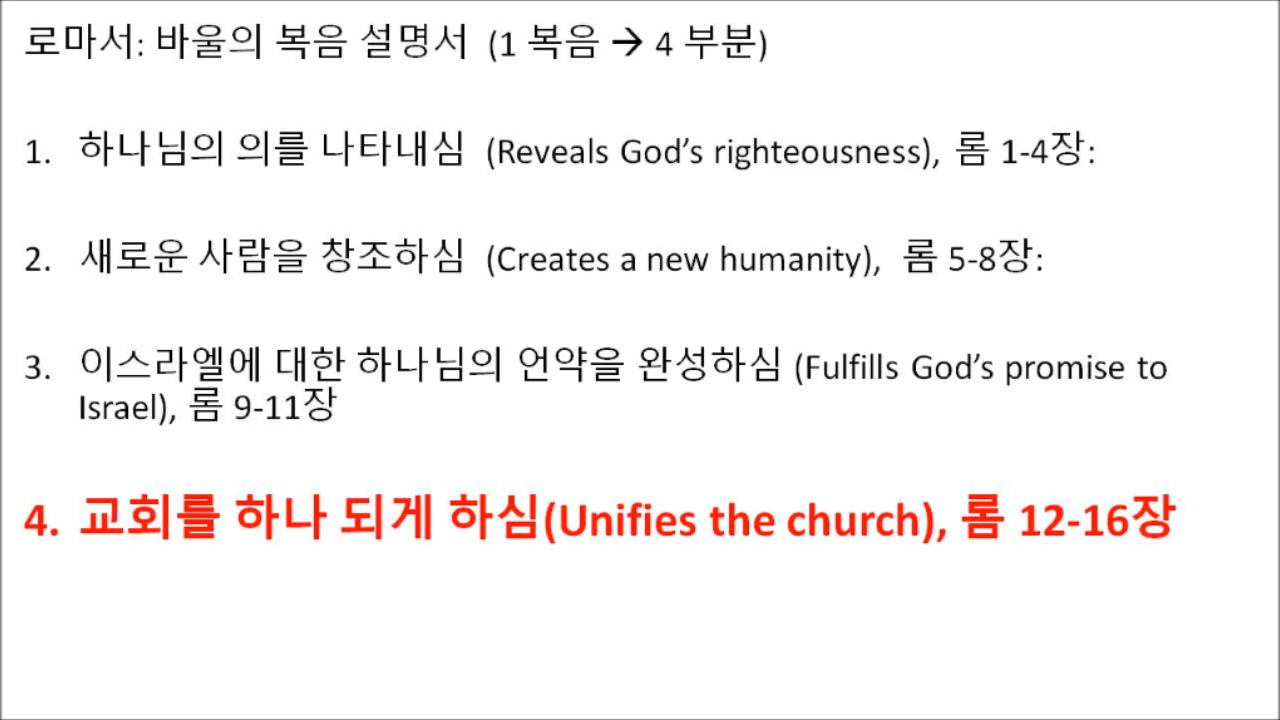 로마서: 바울의 복음 설명서 (1 복음 → 4 부분)
1. 하나님의 의를 나타내심 (Reveals God’s righteousness), 롬 1-4장:
2. 새로운 사람을 창조하심 (Creates a new humanity), 롬 5-8장:
3. 이스라엘에 대한 하나님의 언약을 완성하심 (Fulfills God’s promise to
Israel), 롬 9-11장
4. 교회를 하나 되게 하심(Unifies the church), 롬 12-16장